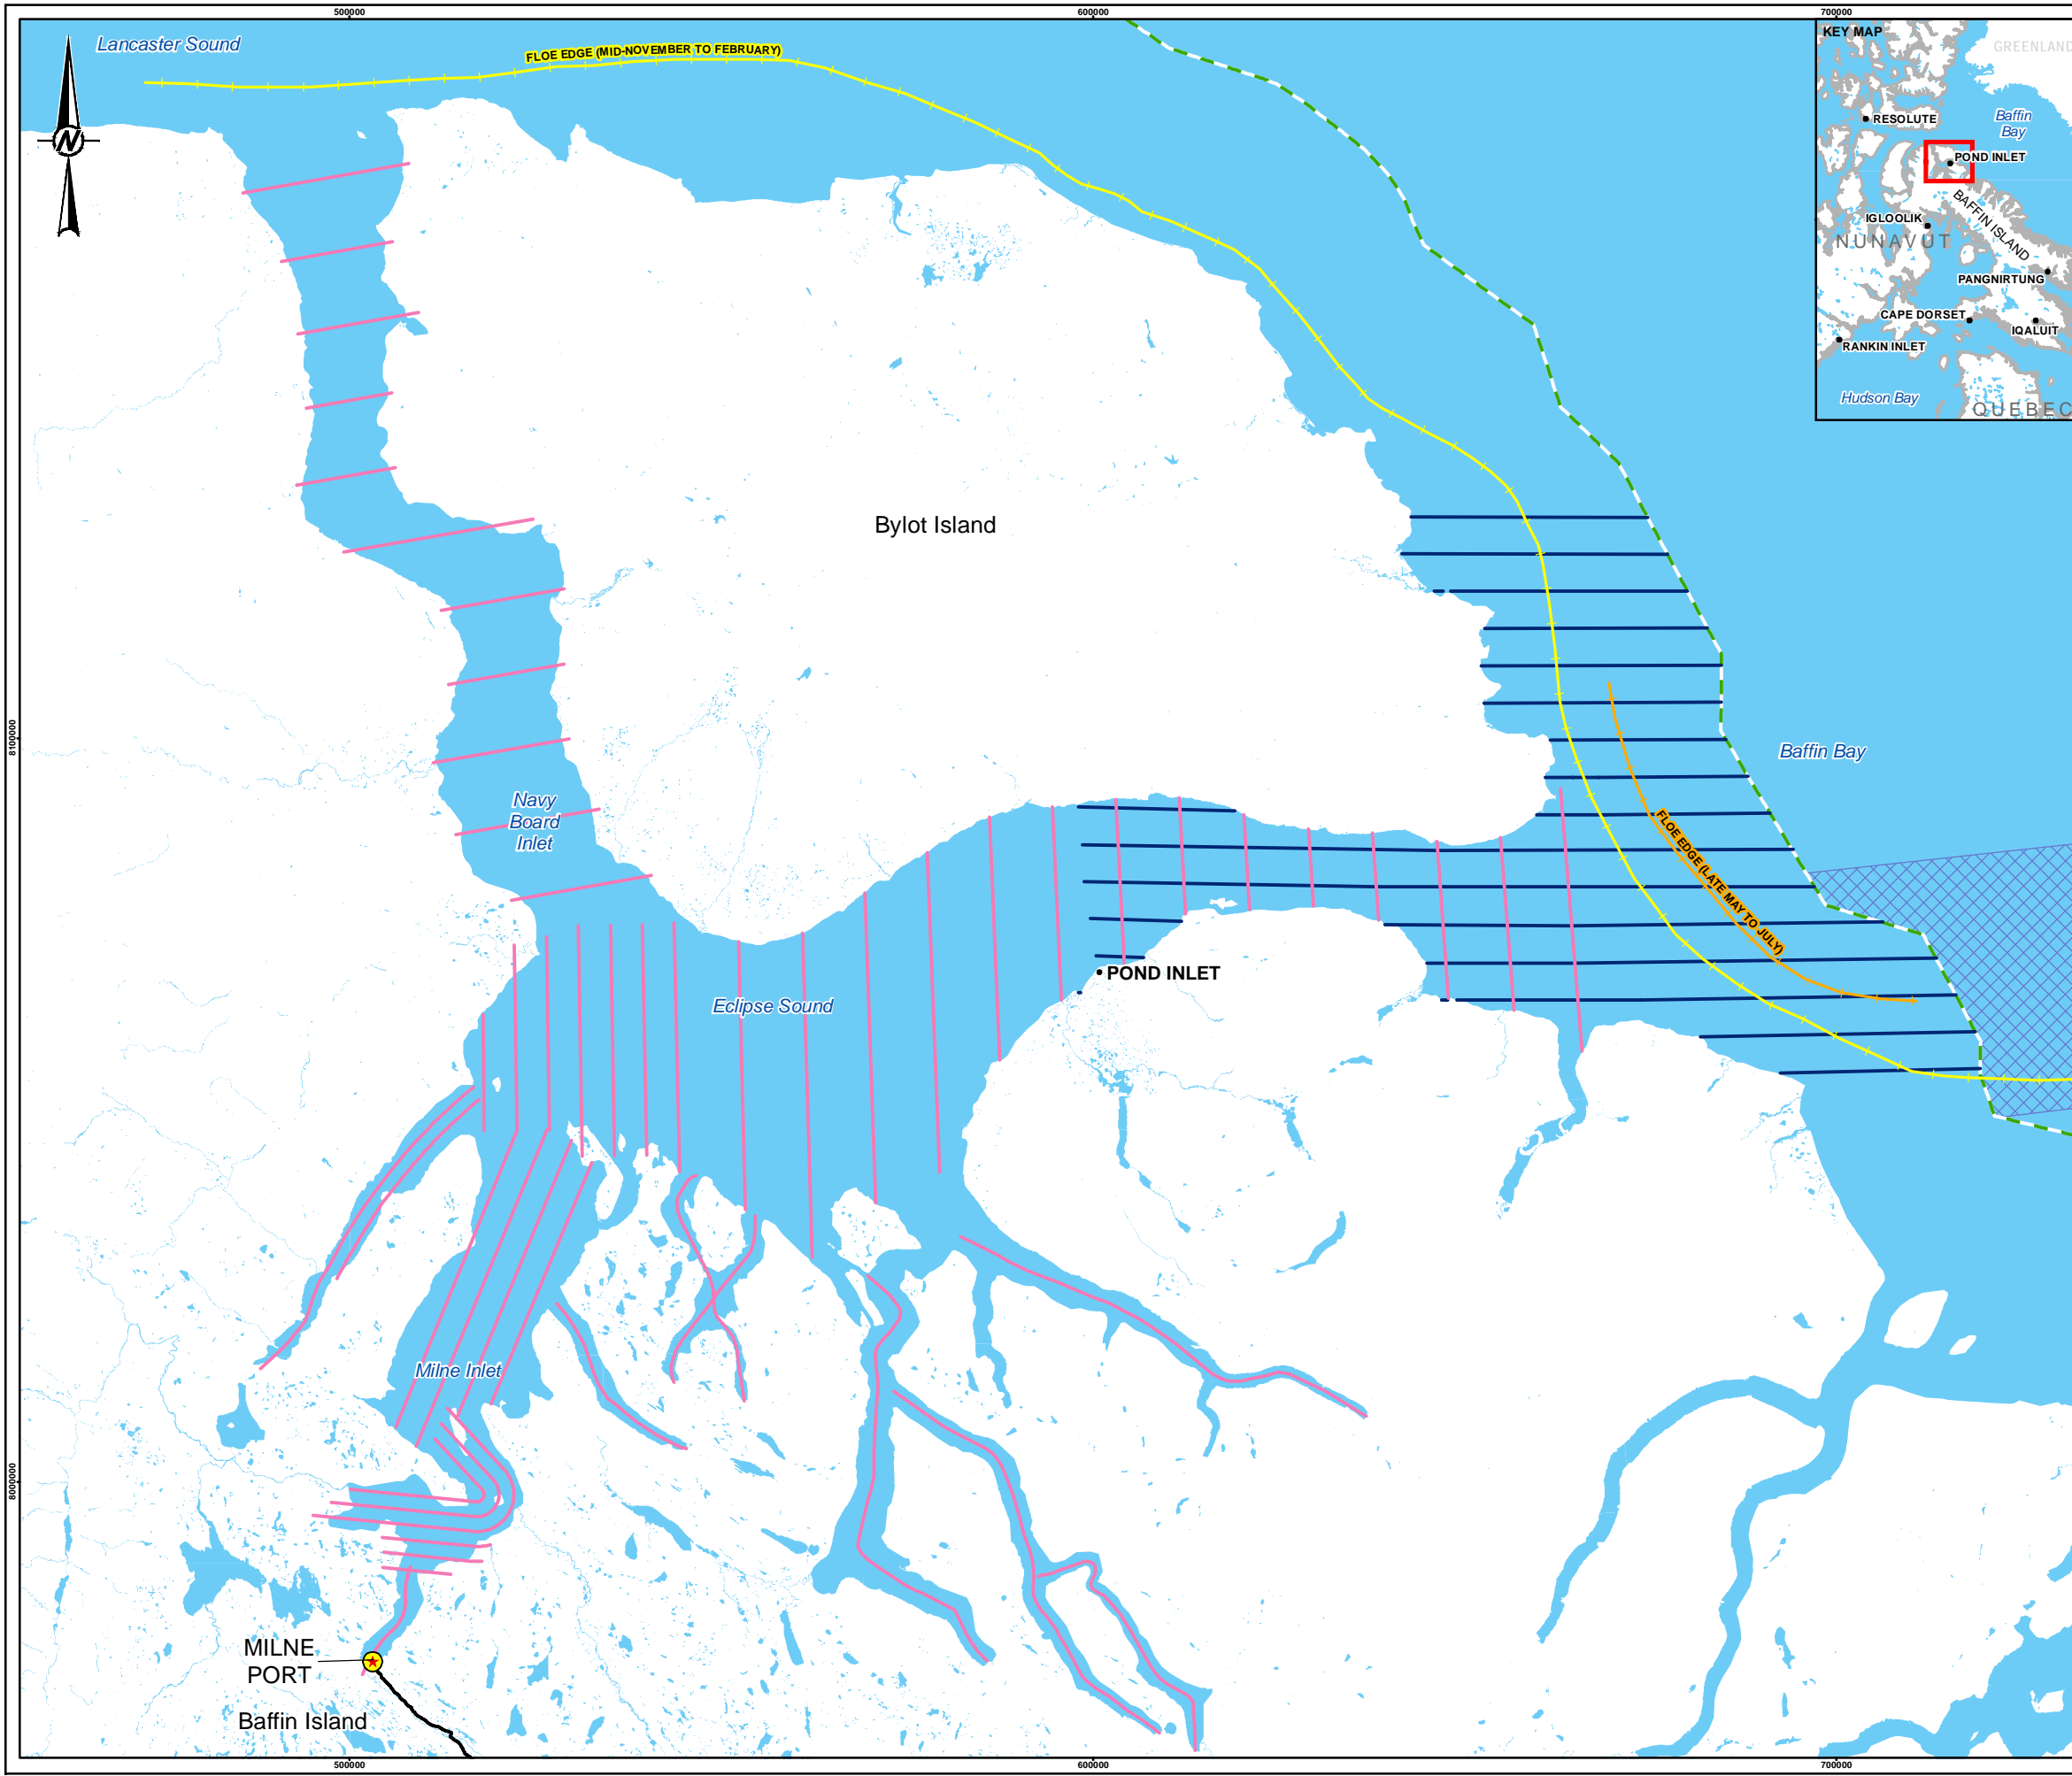 500000
600000
700000
Lancaster Sound
FLOE EDGE (MID-NOVEMBER TO FEBRUARY)
N
KEY MAP
GREENLAND
Baffin
Bay
RESOLUTE
POND INLET
BAFFIN ISLAND
IGLOOLIK
NUNAVUT
PANGNIRTUNG
CAPE DORSET
IQALUIT
RANKIN INLET
Hudson Bay
QUEBEC
Bylot Island
8100000
Baffin Bay
Navy
Board
Inlet
FLOE EDGE (LATE MAY TO JULY)
POND INLET
Eclipse Sound
Milne Inlet
8000000
MILNE
PORT
Baffin Island
500000
600000
700000